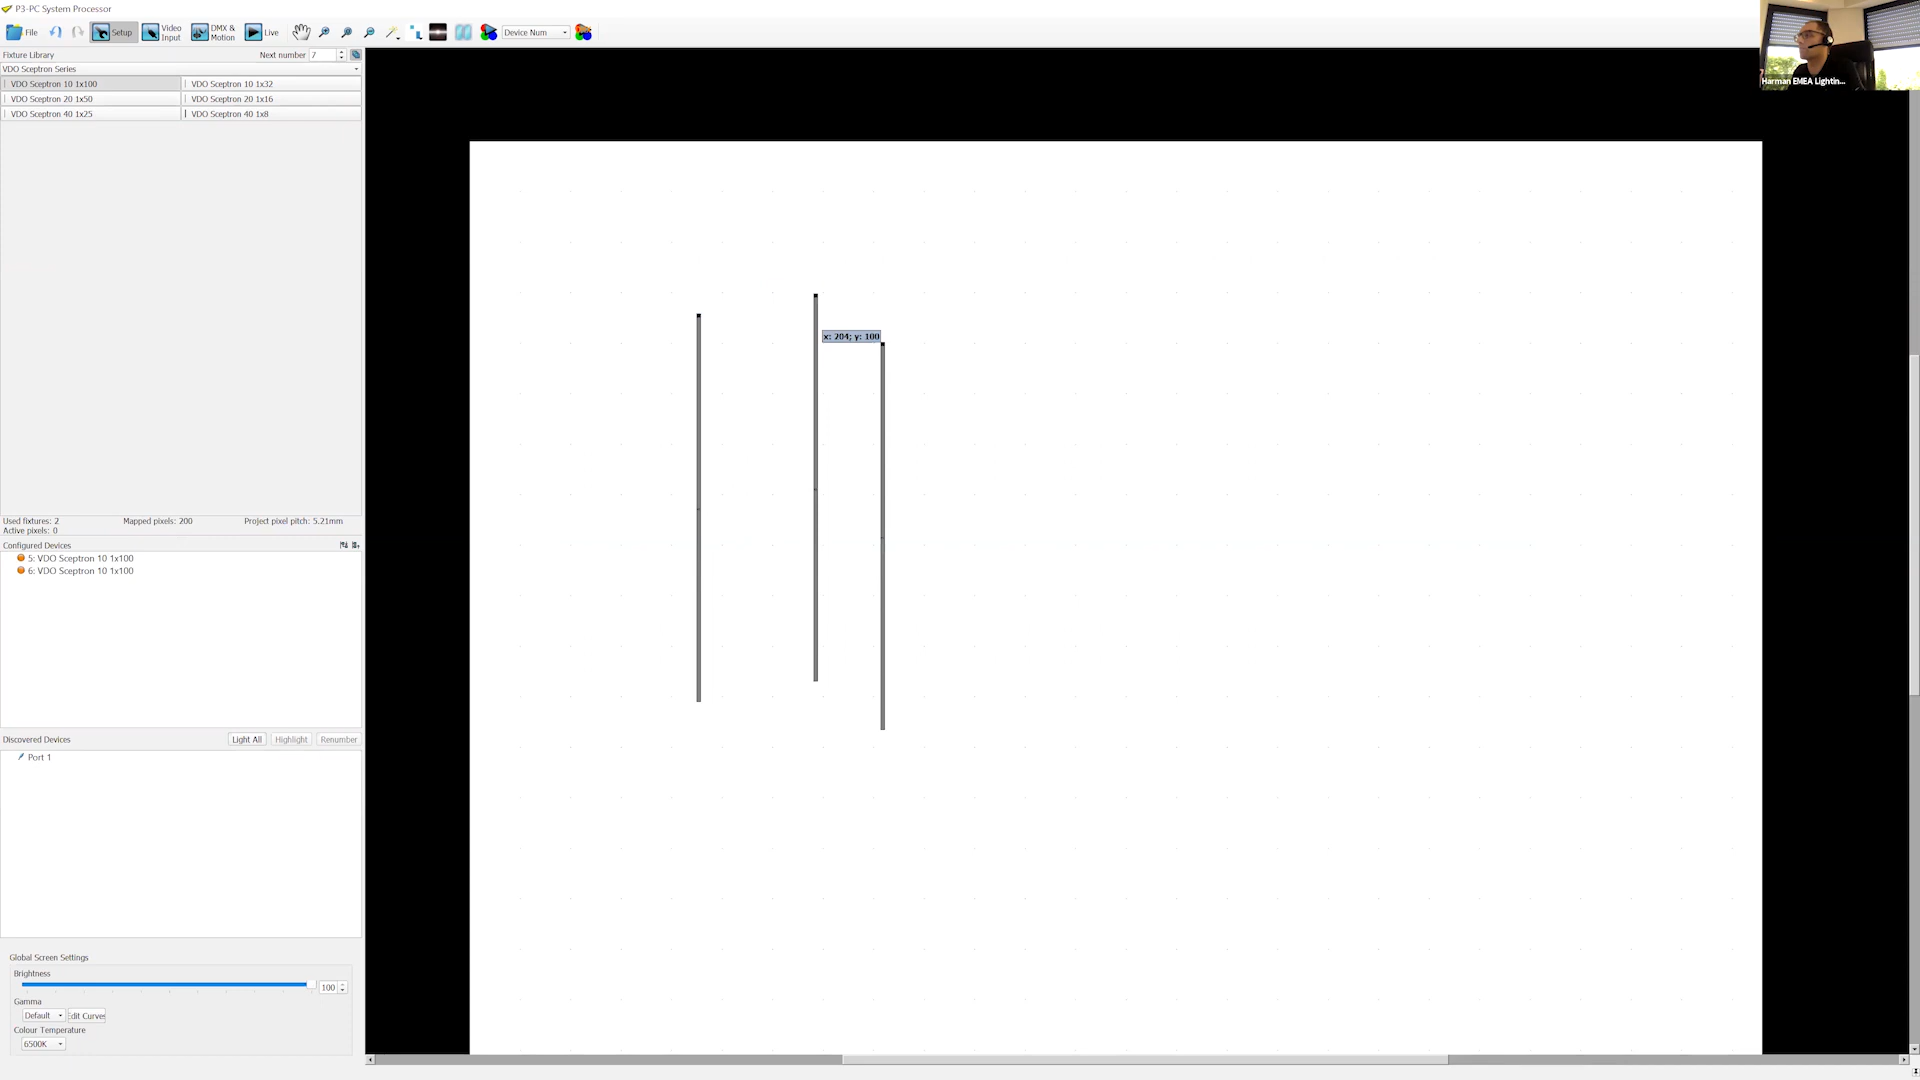 P3-PC System Processor
File
Setup
Video Input
DMX & Motion
Live
Device Num
Harman EMEA Lightin...
Fixture Library
Next number 7
VDO Sceptron Series
VDO Sceptron 10 1x100
VDO Sceptron 10 1x32
VDO Sceptron 20 1x50
VDO Sceptron 20 1x16
VDO Sceptron 40 1x25
VDO Sceptron 40 1x8
x: 204; y: 100
Used fixtures: 2
Mapped pixels: 200
Project pixel pitch: 5.21mm
Active pixels: 0
Configured Devices
5: VDO Sceptron 10 1x100
6: VDO Sceptron 10 1x100
Discovered Devices
Light All
Highlight
Renumber
Port 1
Global Screen Settings
Brightness
100
Gamma
Default
Edit Curves
Colour Temperature
6500K